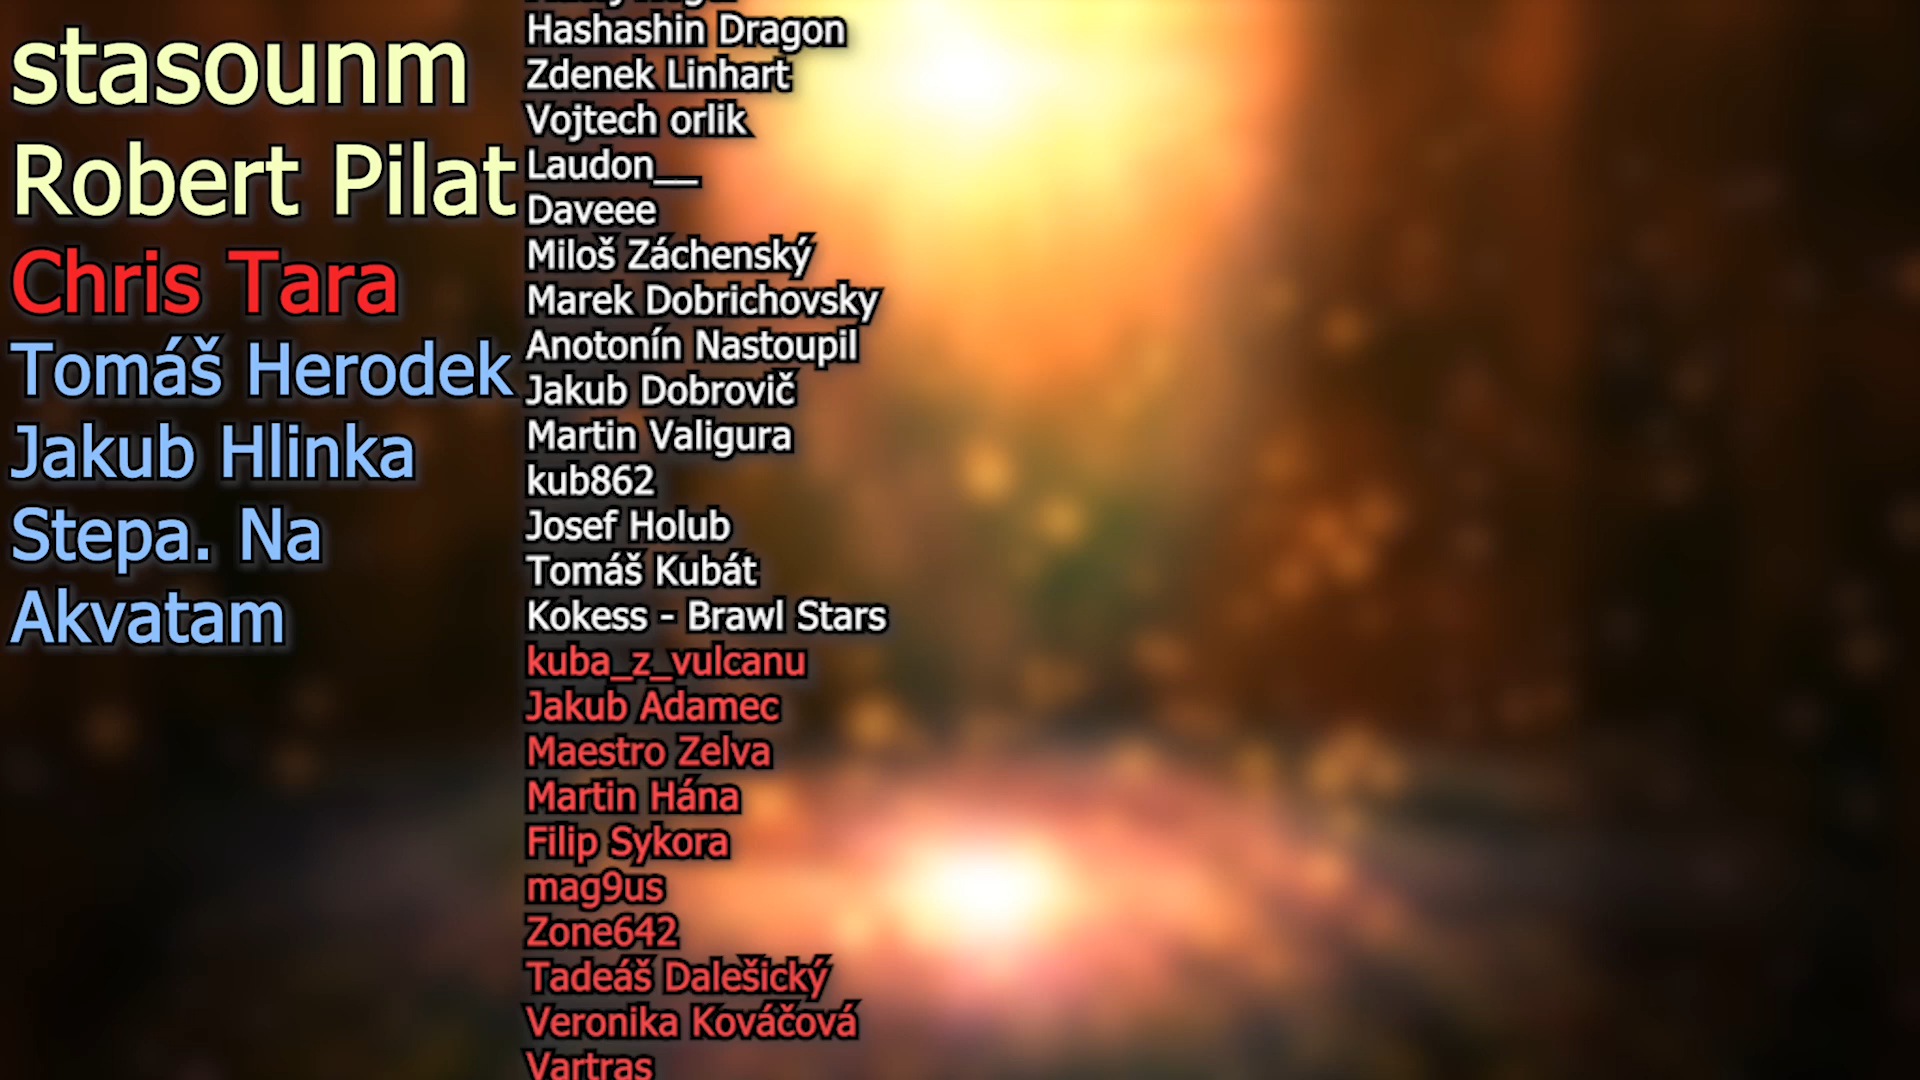 stasounm
Robert Pilat
Chris Tara
Tomáš Herodek
Jakub Hlinka
Stepa. Na
Akvatam
Hashashin Dragon
Zdenek Linhart
Vojtech orlik
Laudon__
Daveee
Miloš Záchenský
Marek Dobrichovsky
Anotonín Nastoupil
Jakub Dobrovič
Martin Valigura
kub862
Josef Holub
Tomáš Kubát
Kokess - Brawl Stars
kuba_z_vulcanu
Jakub Adamec
Maestro Zelva
Martin Hána
Filip Sykora
mag9us
Zone642
Tadeáš Dalešický
Veronika Kováčová
Vartras